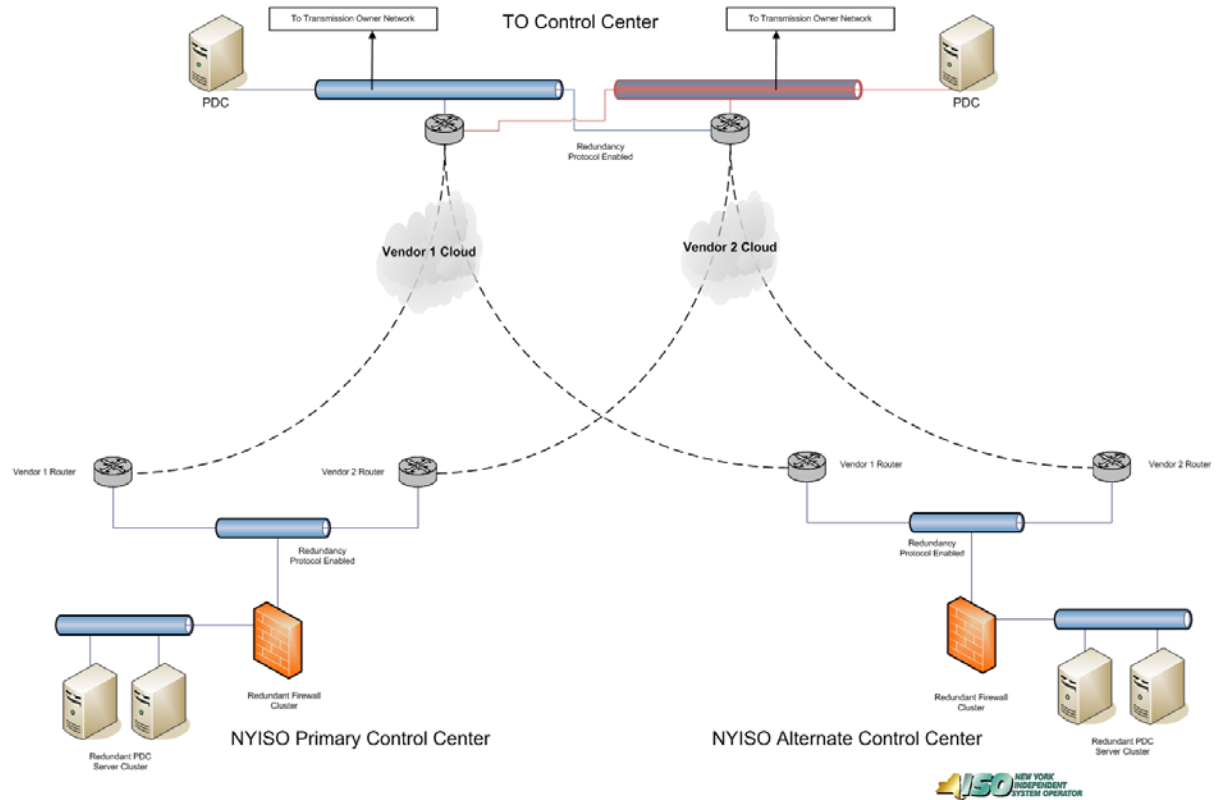 To Transmission Owner Network
TO Control Center
To Transmission Owner Network
PDC
PDC
Redundancy
Protocol Enabled
Vendor 1 Cloud
Vendor 2 Cloud
Vendor 1 Router
Vendor 2 Router
Vendor 1 Router
Vendor 2 Router
Redundancy
Protocol Enabled
Redundancy
Protocol Enabled
Redundant Firewall
Cluster
Redundant Firewall
Cluster
Redundant PDC
Server Cluster
Redundant PDC
Server Cluster
NYISO Primary Control Center
NYISO Alternate Control Center
ISO
NEW YORK
INDEPENDENT
SYSTEM OPERATOR